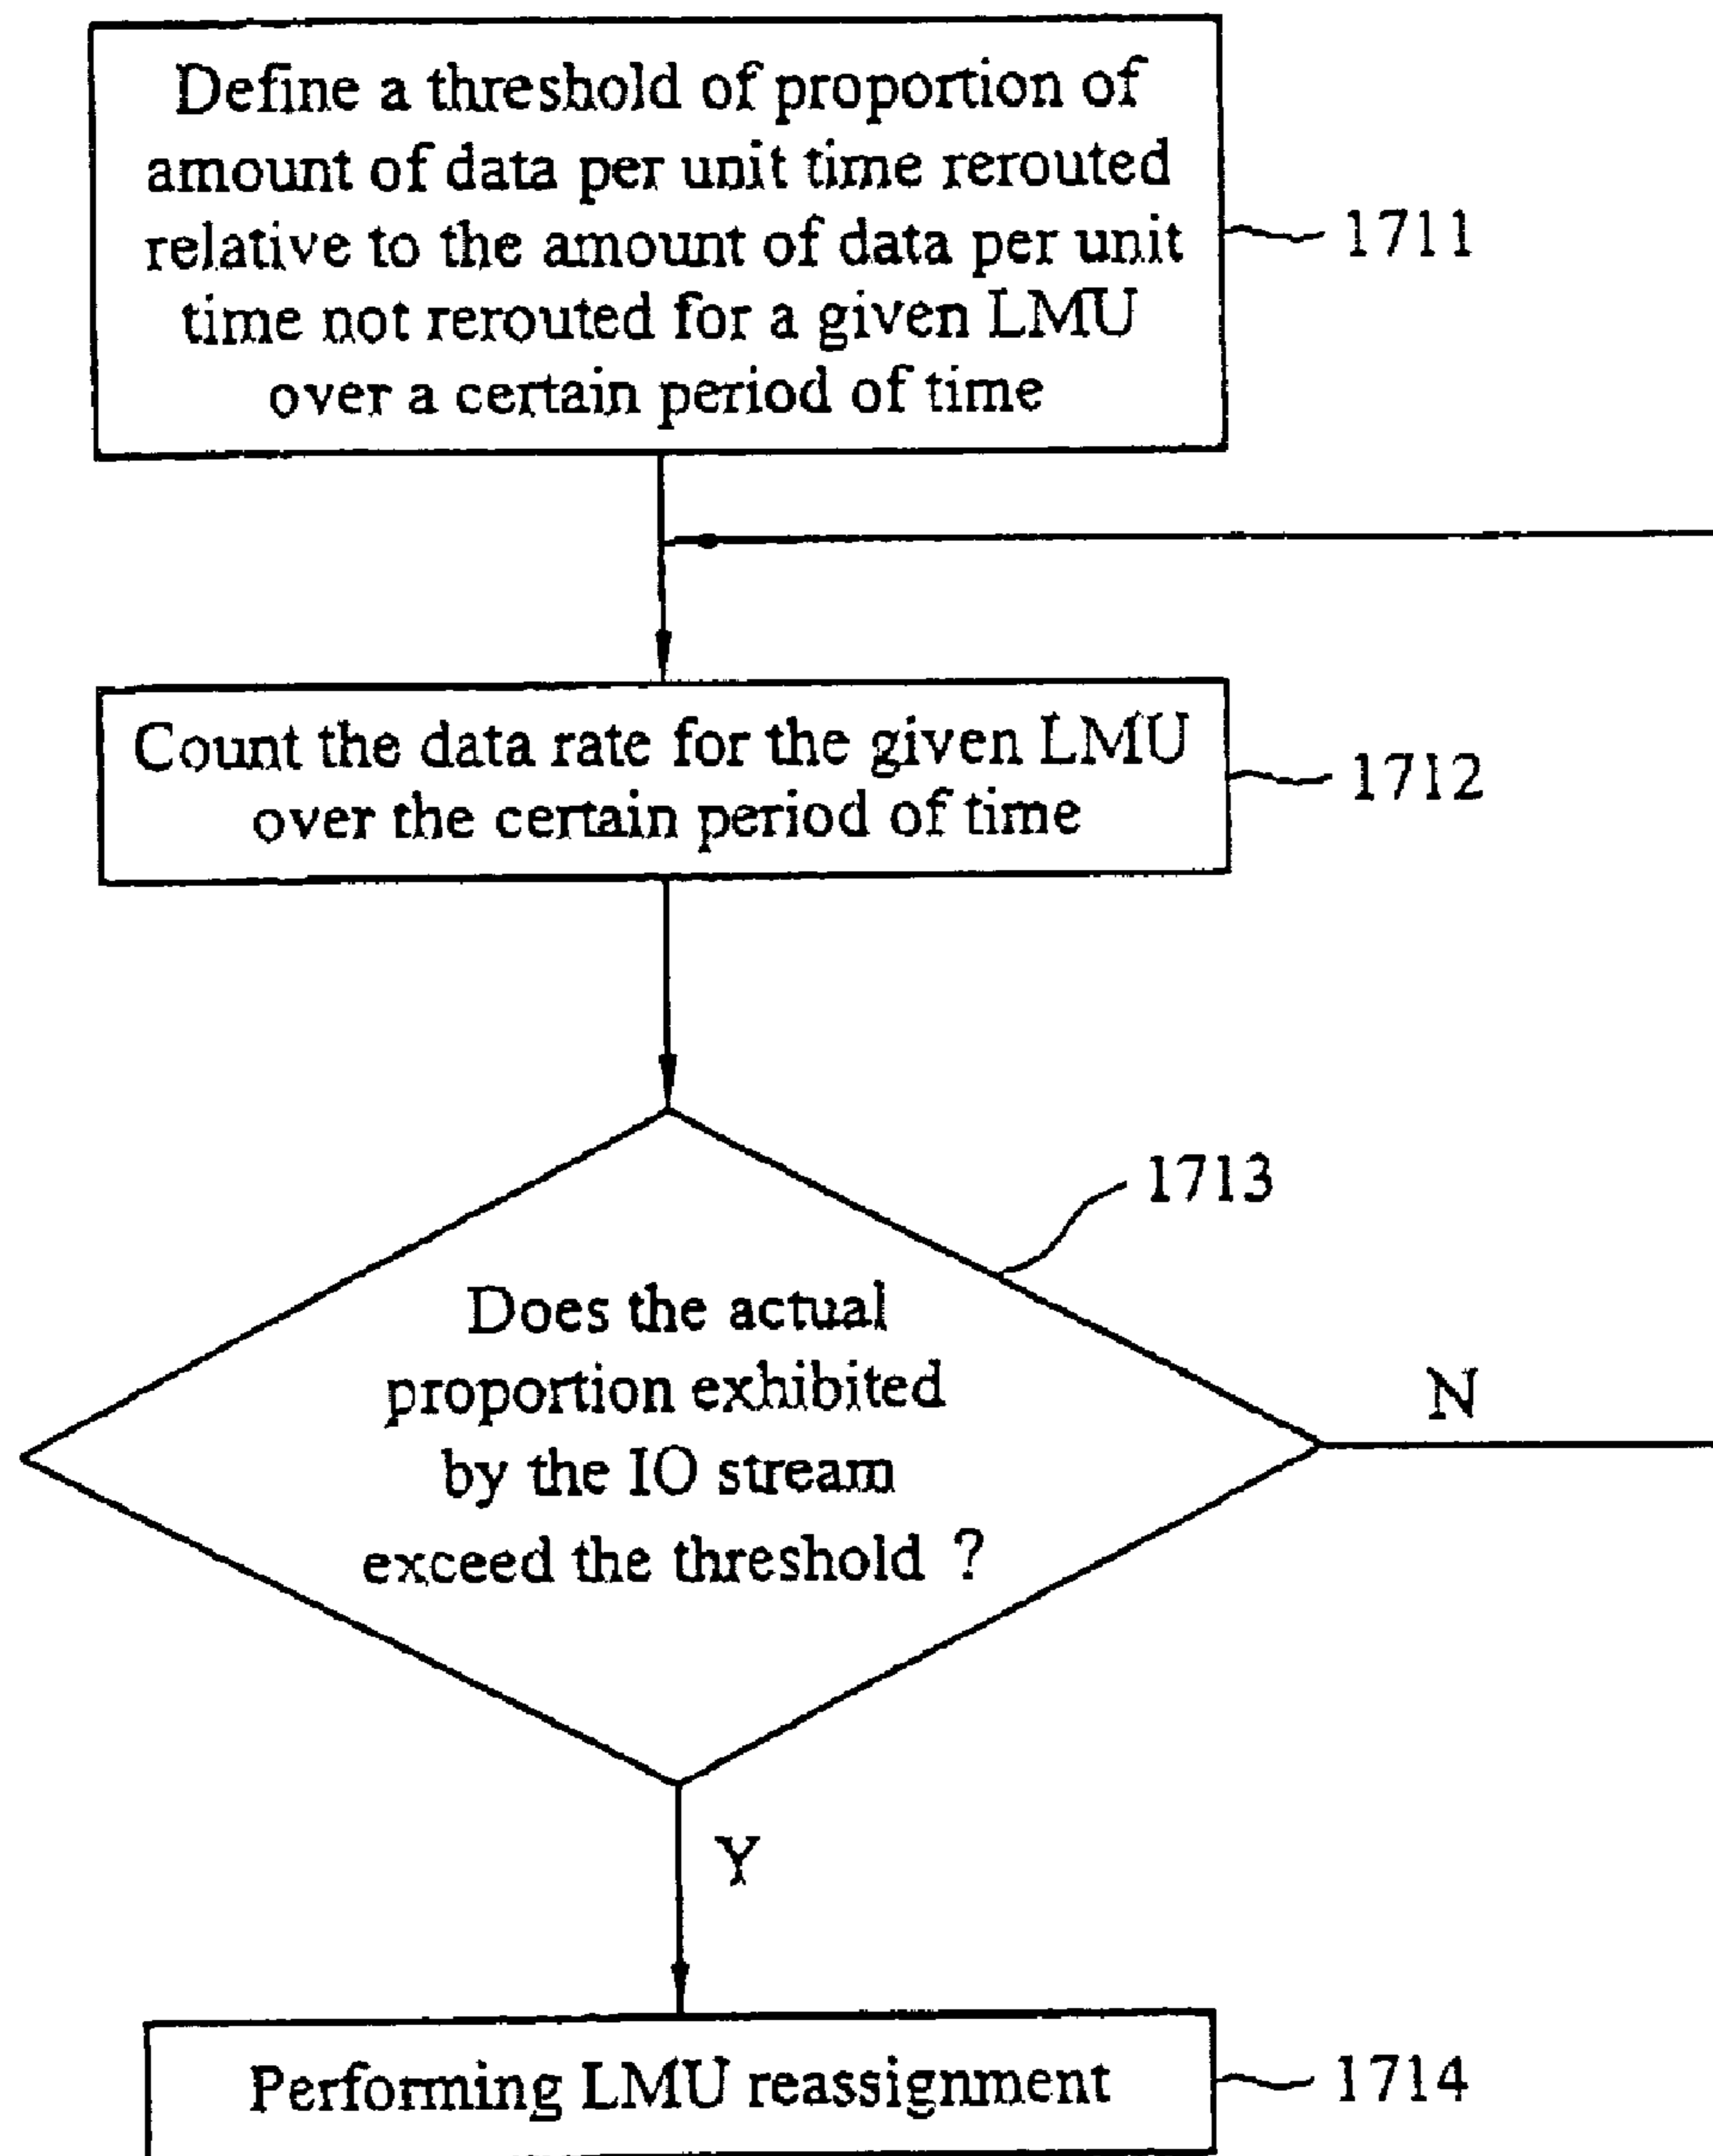 Define a threshold of proportion of
amount of data per unit time rerouted
relative to the amount of data per unit
time not rerouted for a given LMU
over a certain period of time
1711
Count the data rate for the given LMU
over the certain period of time
1712
1713
Does the actual
proportion exhibited
by the IO stream
exceed the threshold ?
N
Y
Performing LMU reassignment
1714